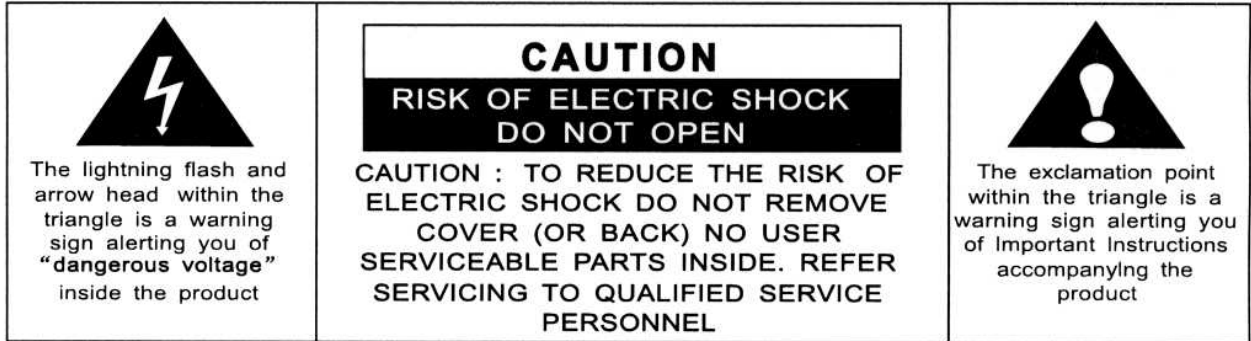 The lightning flash and
arrow head within the
triangle is a warning
sign alerting you of
“dangerous voltage”
inside the product
CAUTION
RISK OF ELECTRIC SHOCK
DO NOT OPEN
CAUTION : TO REDUCE THE RISK OF
ELECTRIC SHOCK DO NOT REMOVE
COVER (OR BACK) NO USER
SERVICEABLE PARTS INSIDE. REFER
SERVICING TO QUALIFIED SERVICE
PERSONNEL
The exclamation point
within the triangle is a
warning sign alerting you
of Important Instructions
accompanyIng the
product